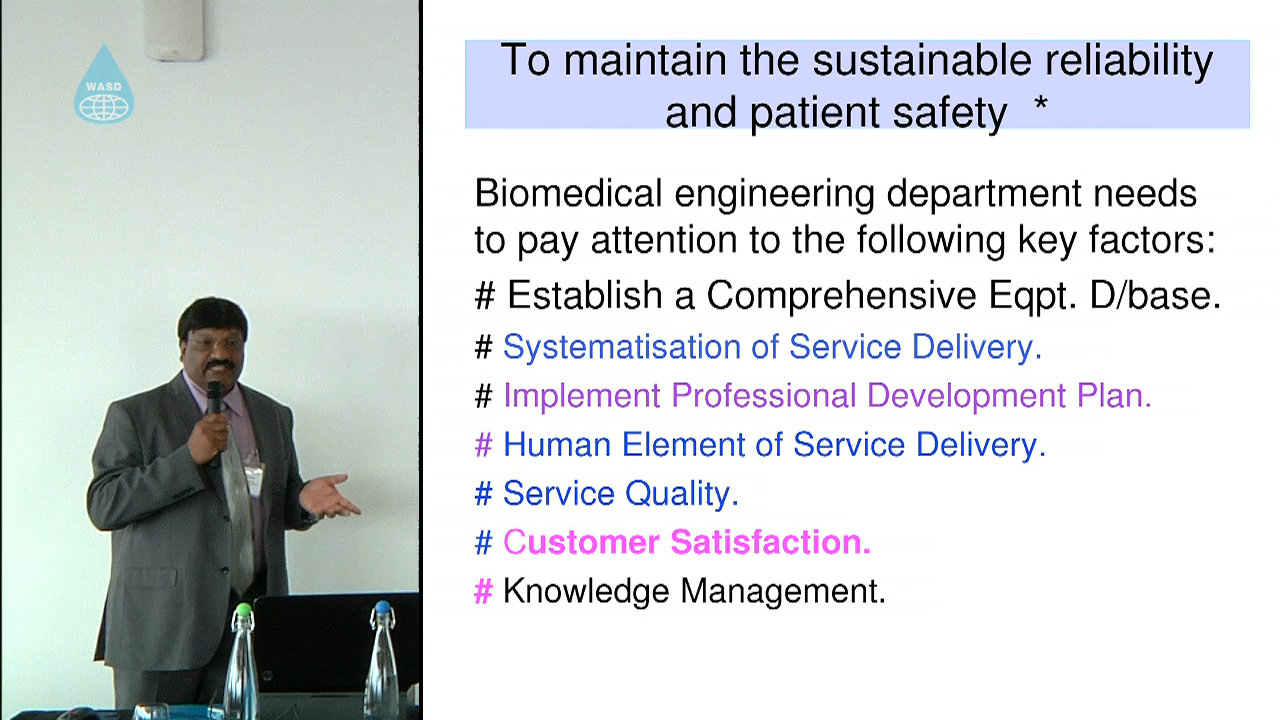 WASD
To maintain the sustainable reliability
and patient safety *
Biomedical engineering department needs
to pay attention to the following key factors:
# Establish a Comprehensive Eqpt. D/base.
# Systematisation of Service Delivery.
# Implement Professional Development Plan.
# Human Element of Service Delivery.
# Service Quality.
# Customer Satisfaction.
# Knowledge Management.